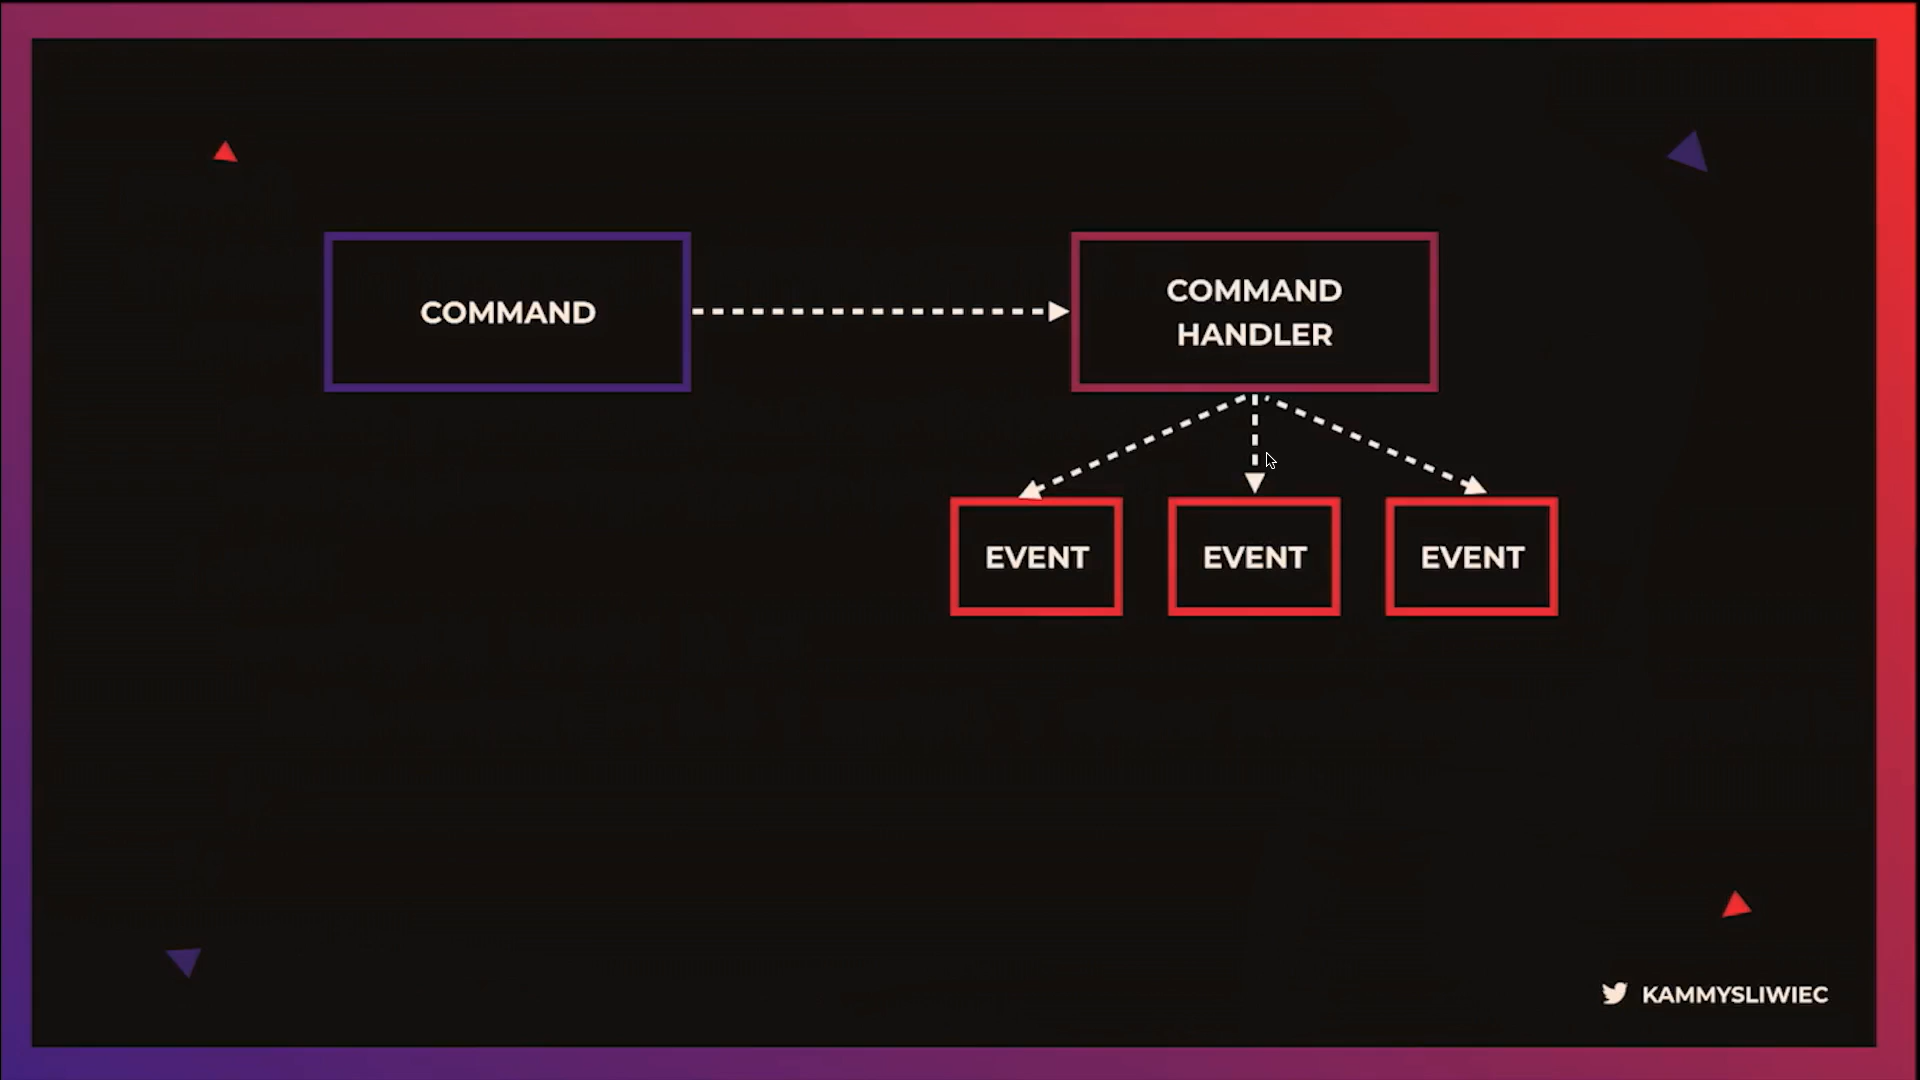 COMMAND
COMMAND
HANDLER
EVENT
EVENT
EVENT
KAMMYSLIWIEC